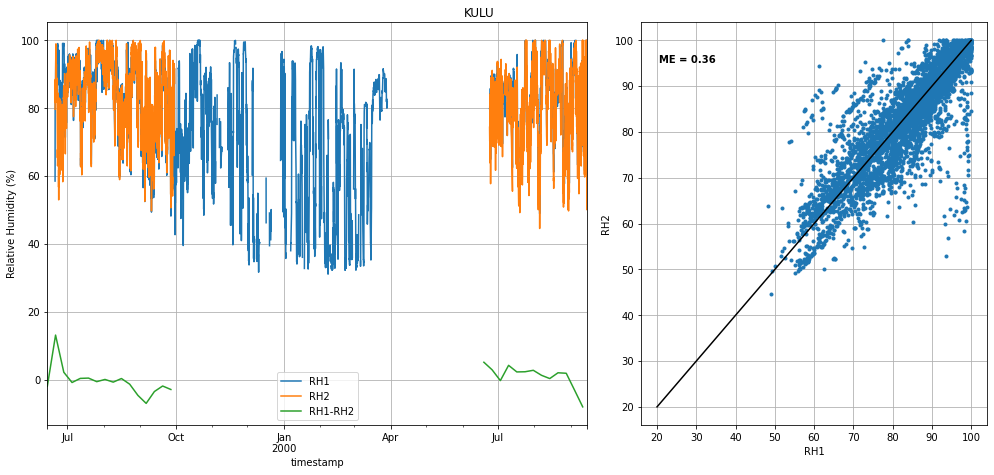 KULU
Relative Humidity (%)
100
80
60
40
20
0
RH1
RH2
RH1-RH2
Jul
Oct
Jan
2000
Apr
Jul
timestamp
ME = 0.36
RH2
100
90
80
70
60
50
40
30
20
20
30
40
50
60
70
80
90
100
RH1